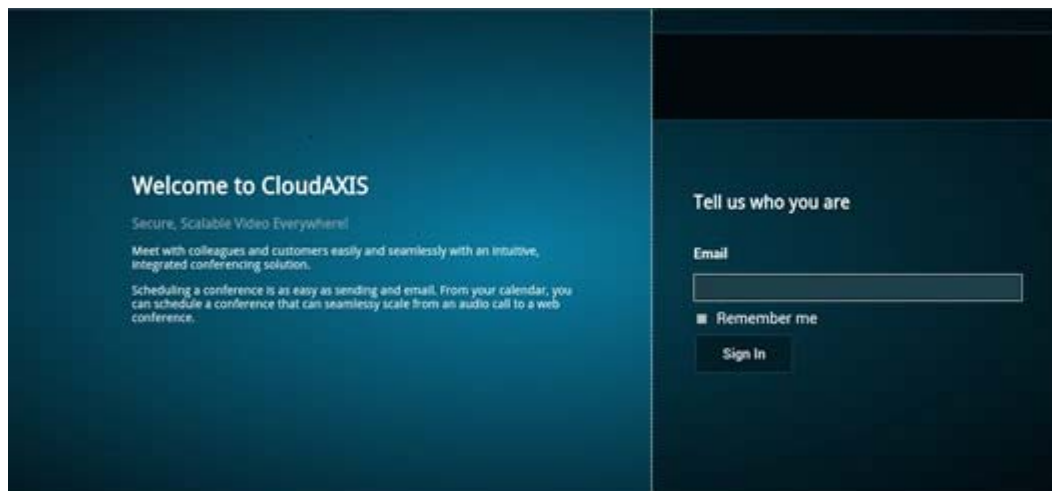 Welcome to CloudAXIS
Secure, Scalable Video Everywhere!
Meet with colleagues and customers easily and seamlessly with an intuitive,
integrated conferencing solution.
Scheduling a conference is as easy as sending and email. From your calendar, you
can schedule a conference that can seamlessy scale from an audio call to a web
conference.
Tell us who you are
Email
Remember me
Sign In